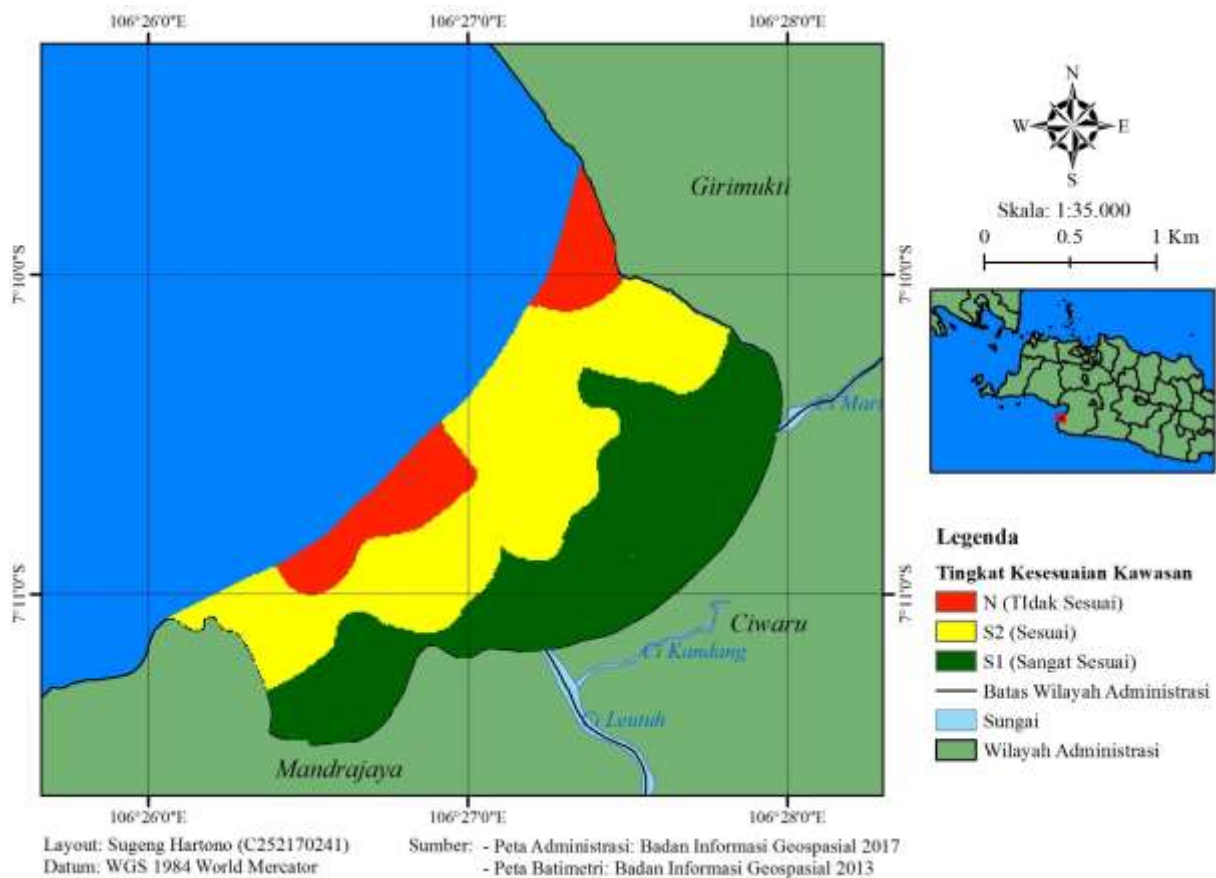 106°26'0"E 106°27'0"E 106°28'0"E
7°10'0"S 7°10'0"S
7°11'0"S 7°11'0"S
Girimukti
Ci Mari
Ciwaru
Ci Kandang
Ci Leutuh
Mandrajaya
106°26'0"E 106°27'0"E 106°28'0"E
N
W E
S
Skala: 1:35.000
0 0.5 1 Km
Legenda
Tingkat Kesesuaian Kawasan
N (TIdak Sesuai)
S2 (Sesuai)
S1 (Sangat Sesuai)
Batas Wilayah Administrasi
Sungai
Wilayah Administrasi
Layout: Sugeng Hartono (C252170241)
Datum: WGS 1984 World Mercator
Sumber: - Peta Administrasi: Badan Informasi Geospasial 2017
- Peta Batimetri: Badan Informasi Geospasial 2013